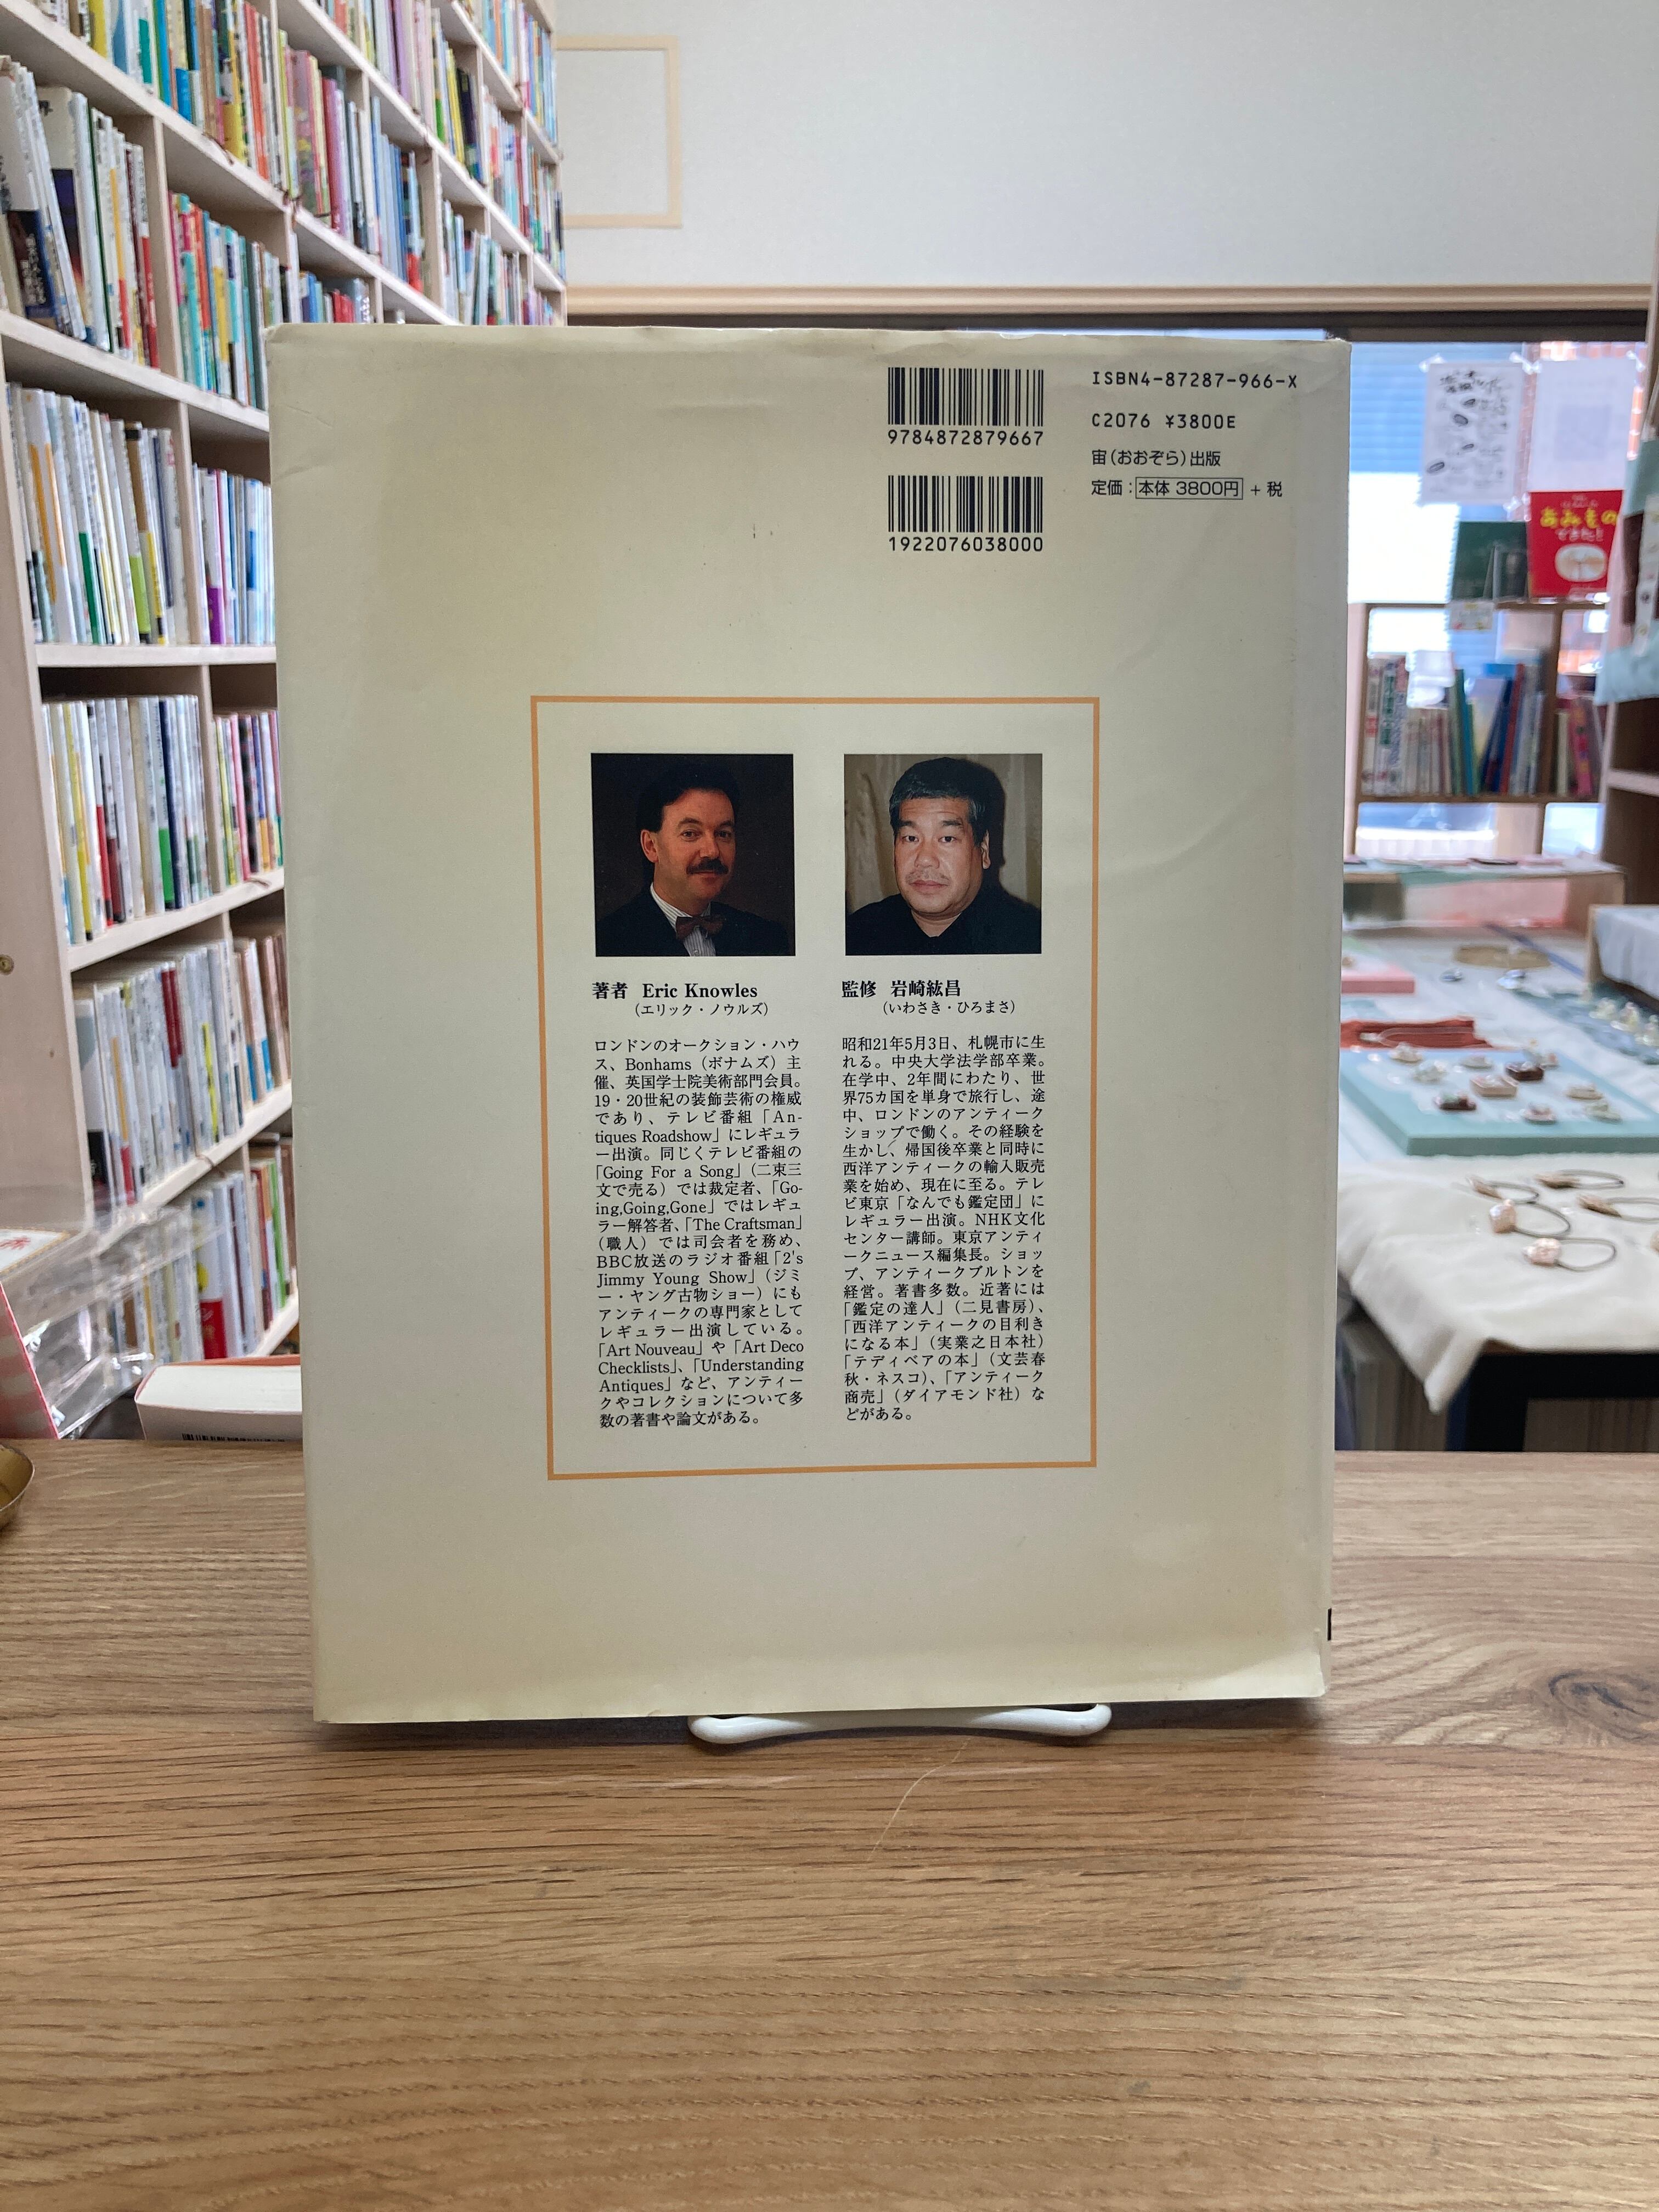 9784872879667
1922076038000
ISBN4-87287-966-X
C2076 ¥3800E
宙(おおぞら)出版
定価:本体 3800円+税
著者 Eric Knowles
(エリック・ノウルズ)
ロンドンのオークション・ハウ
ス、Bonhams(ボナムズ)主
催、英国学士院美術部門会員。
19・20世紀の装飾芸術の権威
であり、テレビ番組「An-
tiques Roadshow」にレギュラ
ー出演。同じくテレビ番組の
「Going For a Song」(二束三
文で売る)では裁定者、「Go-
ing,Going,Gone」ではレギュ
ラー解答者、「The Craftsman」
(職人)では司会者を務め、
BBC放送のラジオ番組「2's
Jimmy Young Show」(ジミ
ー・ヤング古物ショー)にも
アンティークの専門家として
レギュラー出演している。
「Art Nouveau」や「Art Deco
Checklists」、「Understanding
Antiques」など、アンティー
クやコレクションについて多
数の著書や論文がある。
監修 岩崎紘昌
(いわさき・ひろまさ)
昭和21年5月3日、札幌市に生
れる。中央大学法学部卒業。
在学中、2年間にわたり、世
界75カ国を単身で旅行し、途
中、ロンドンのアンティーク
ショップで働く。その経験を
生かし、帰国後卒業と同時に
西洋アンティークの輸入販売
業を始め、現在に至る。テレ
ビ東京「なんでも鑑定団」に
レギュラー出演。NHK文化
センター講師。東京アンティ
ークニュース編集長。ショッ
プ、アンティークブルトンを
経営。著書多数。近著には
「鑑定の達人」(二見書房)、
「西洋アンティークの目利き
になる本」(実業之日本社)
「テディベアの本」(文芸春
秋・ネスコ)、「アンティーク
商売」(ダイアモンド社)な
どがある。
あみもの
できた!